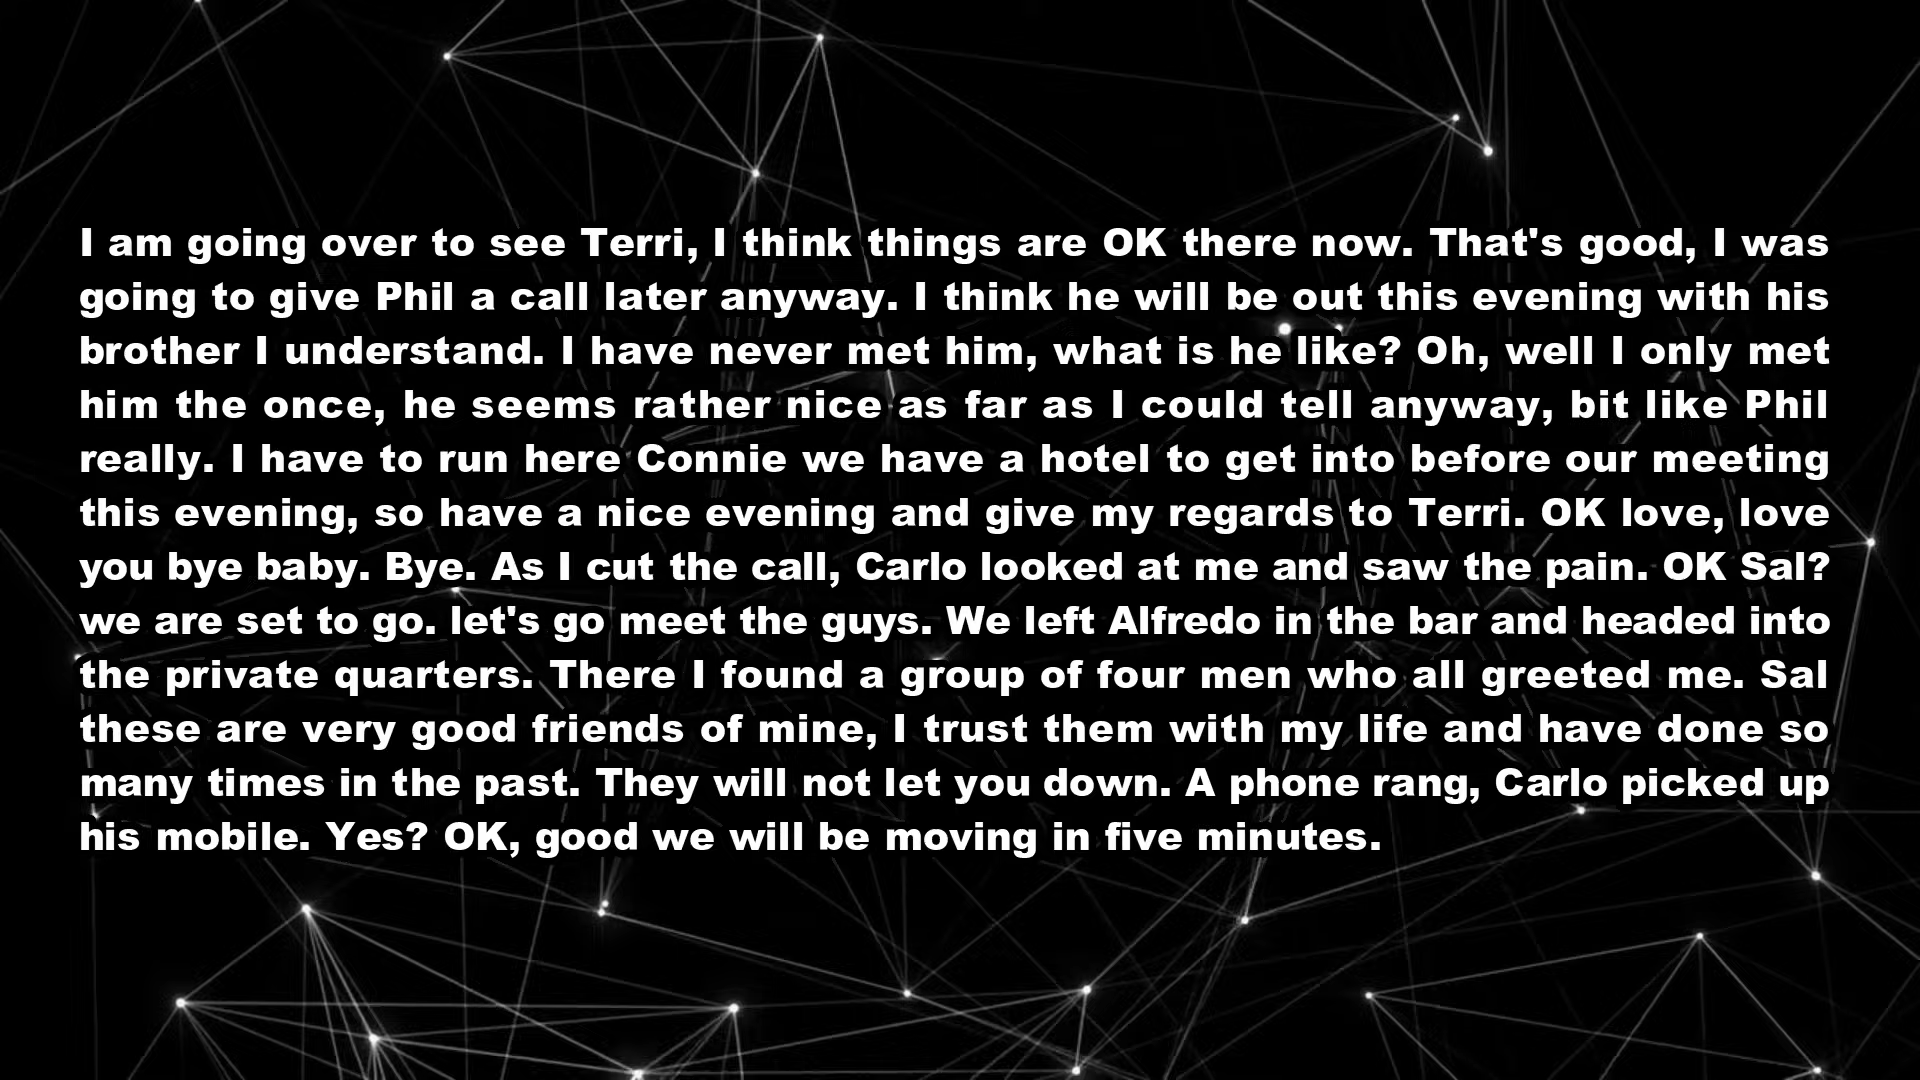 I am going over to see Terri, I think things are OK there now. That's good, I was
going to give Phil a call later anyway. I think he will be out this evening with his
brother I understand. I have never met him, what is he like? Oh, well I only met
him the once, he seems rather nice as far as I could tell anyway, bit like Phil
really. I have to run here Connie we have a hotel to get into before our meeting
this evening, so have a nice evening and give my regards to Terri. OK love, love
you bye baby. Bye. As I cut the call, Carlo looked at me and saw the pain. OK Sal?
we are set to go. let's go meet the guys. We left Alfredo in the bar and headed into
the private quarters. There I found a group of four men who all greeted me. Sal
these are very good friends of mine, I trust them with my life and have done so
many times in the past. They will not let you down. A phone rang, Carlo picked up
his mobile. Yes? OK, good we will be moving in five minutes.